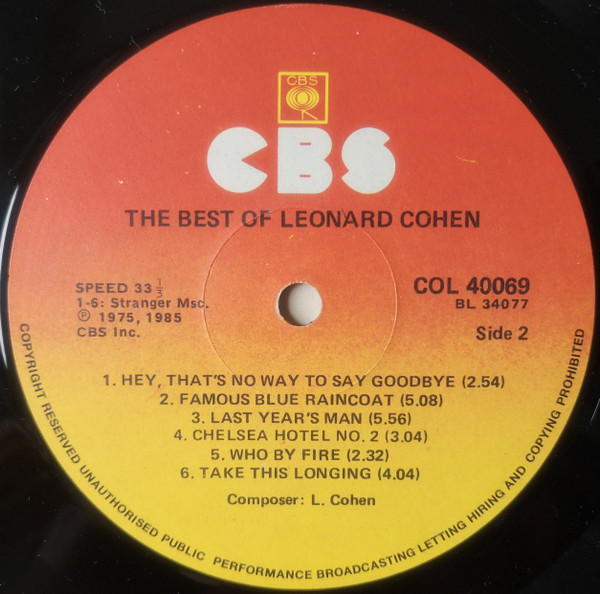 CBS
CBS
THE BEST OF LEONARD COHEN
SPEED 33 1/3
1-6: Stranger Msc.
℗ 1975, 1985
CBS Inc.
COL 40069
BL 34077
Side 2
1. HEY, THAT'S NO WAY TO SAY GOODBYE (2.54)
2. FAMOUS BLUE RAINCOAT (5.08)
3. LAST YEAR'S MAN (5.56)
4. CHELSEA HOTEL NO. 2 (3.04)
5. WHO BY FIRE (2.32)
6. TAKE THIS LONGING (4.04)
Composer: L. Cohen
COPYRIGHT RESERVED UNAUTHORISED PUBLIC PERFORMANCE BROADCASTING LETTING HIRING AND COPYING PROHIBITED